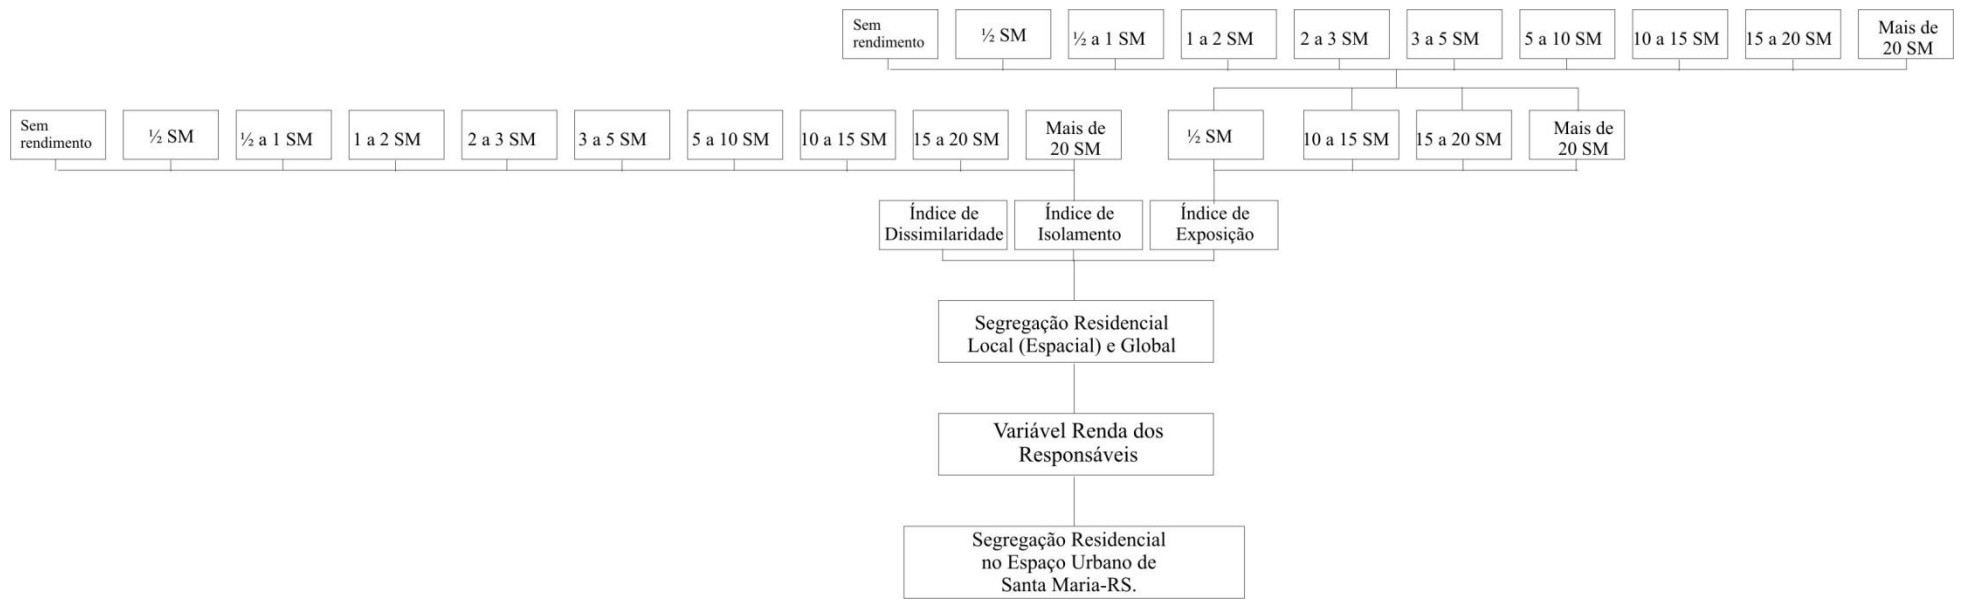 Sem
rendimento
½ SM
½ a 1 SM
1 a 2 SM
2 a 3 SM
3 a 5 SM
5 a 10 SM
10 a 15 SM
15 a 20 SM
Mais de
20 SM
Sem
rendimento
½ SM
½ a 1 SM
1 a 2 SM
2 a 3 SM
3 a 5 SM
5 a 10 SM
10 a 15 SM
15 a 20 SM
Mais de
20 SM
½ SM
10 a 15 SM
15 a 20 SM
Mais de
20 SM
Índice de
Dissimilaridade
Índice de
Isolamento
Índice de
Exposição
Segregação Residencial
Local (Espacial) e Global
Variável Renda dos
Responsáveis
Segregação Residencial
no Espaço Urbano de
Santa Maria-RS.